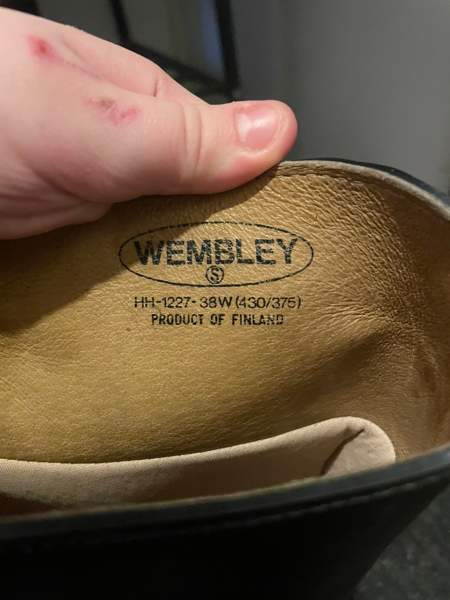 WEMBLEY
S
HH-1227-38W (430/375)
PRODUCT OF FINLAND